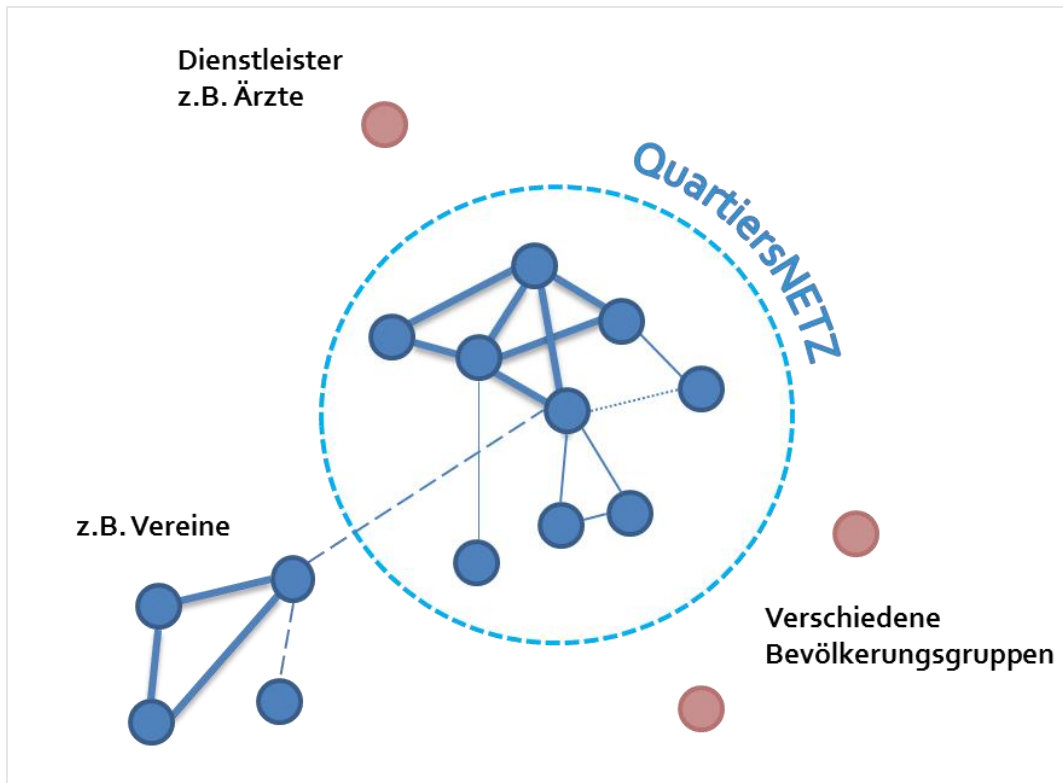 Dienstleister
z.B. Ärzte
QuartiersNETZ
z.B. Vereine
Verschiedene
Bevölkerungsgruppen